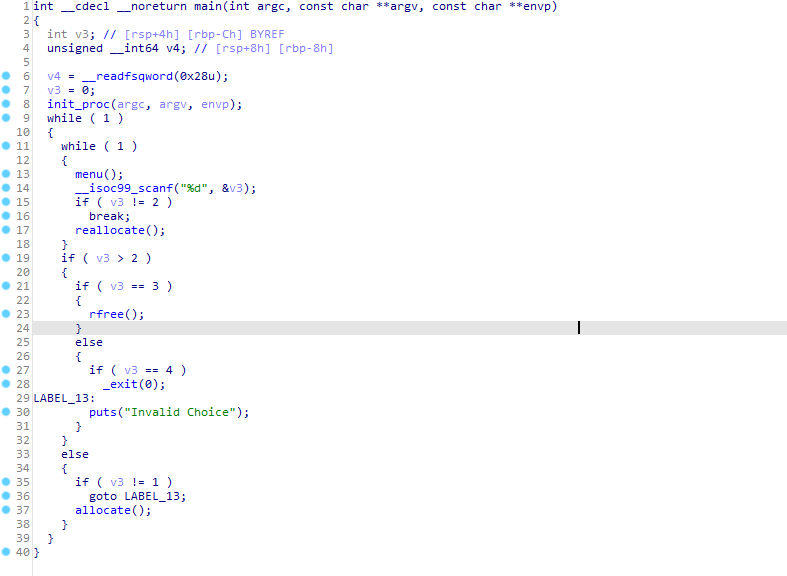 1 int __cdecl __noreturn main(int argc, const char **argv, const char **envp)
2 {
3   int v3; // [rsp+4h] [rbp-Ch] BYREF
4   unsigned __int64 v4; // [rsp+8h] [rbp-8h]
5
6   v4 = __readfsqword(0x28u);
7   v3 = 0;
8   init_proc(argc, argv, envp);
9   while ( 1 )
10   {
11     while ( 1 )
12     {
13       menu();
14       __isoc99_scanf("%d", &v3);
15       if ( v3 != 2 )
16         break;
17       reallocate();
18     }
19     if ( v3 > 2 )
20     {
21       if ( v3 == 3 )
22       {
23         rfree();
24       }
25       else
26       {
27         if ( v3 == 4 )
28           _exit(0);
29 LABEL_13:
30         puts("Invalid Choice");
31       }
32     }
33     else
34     {
35       if ( v3 != 1 )
36         goto LABEL_13;
37       allocate();
38     }
39   }
40 }